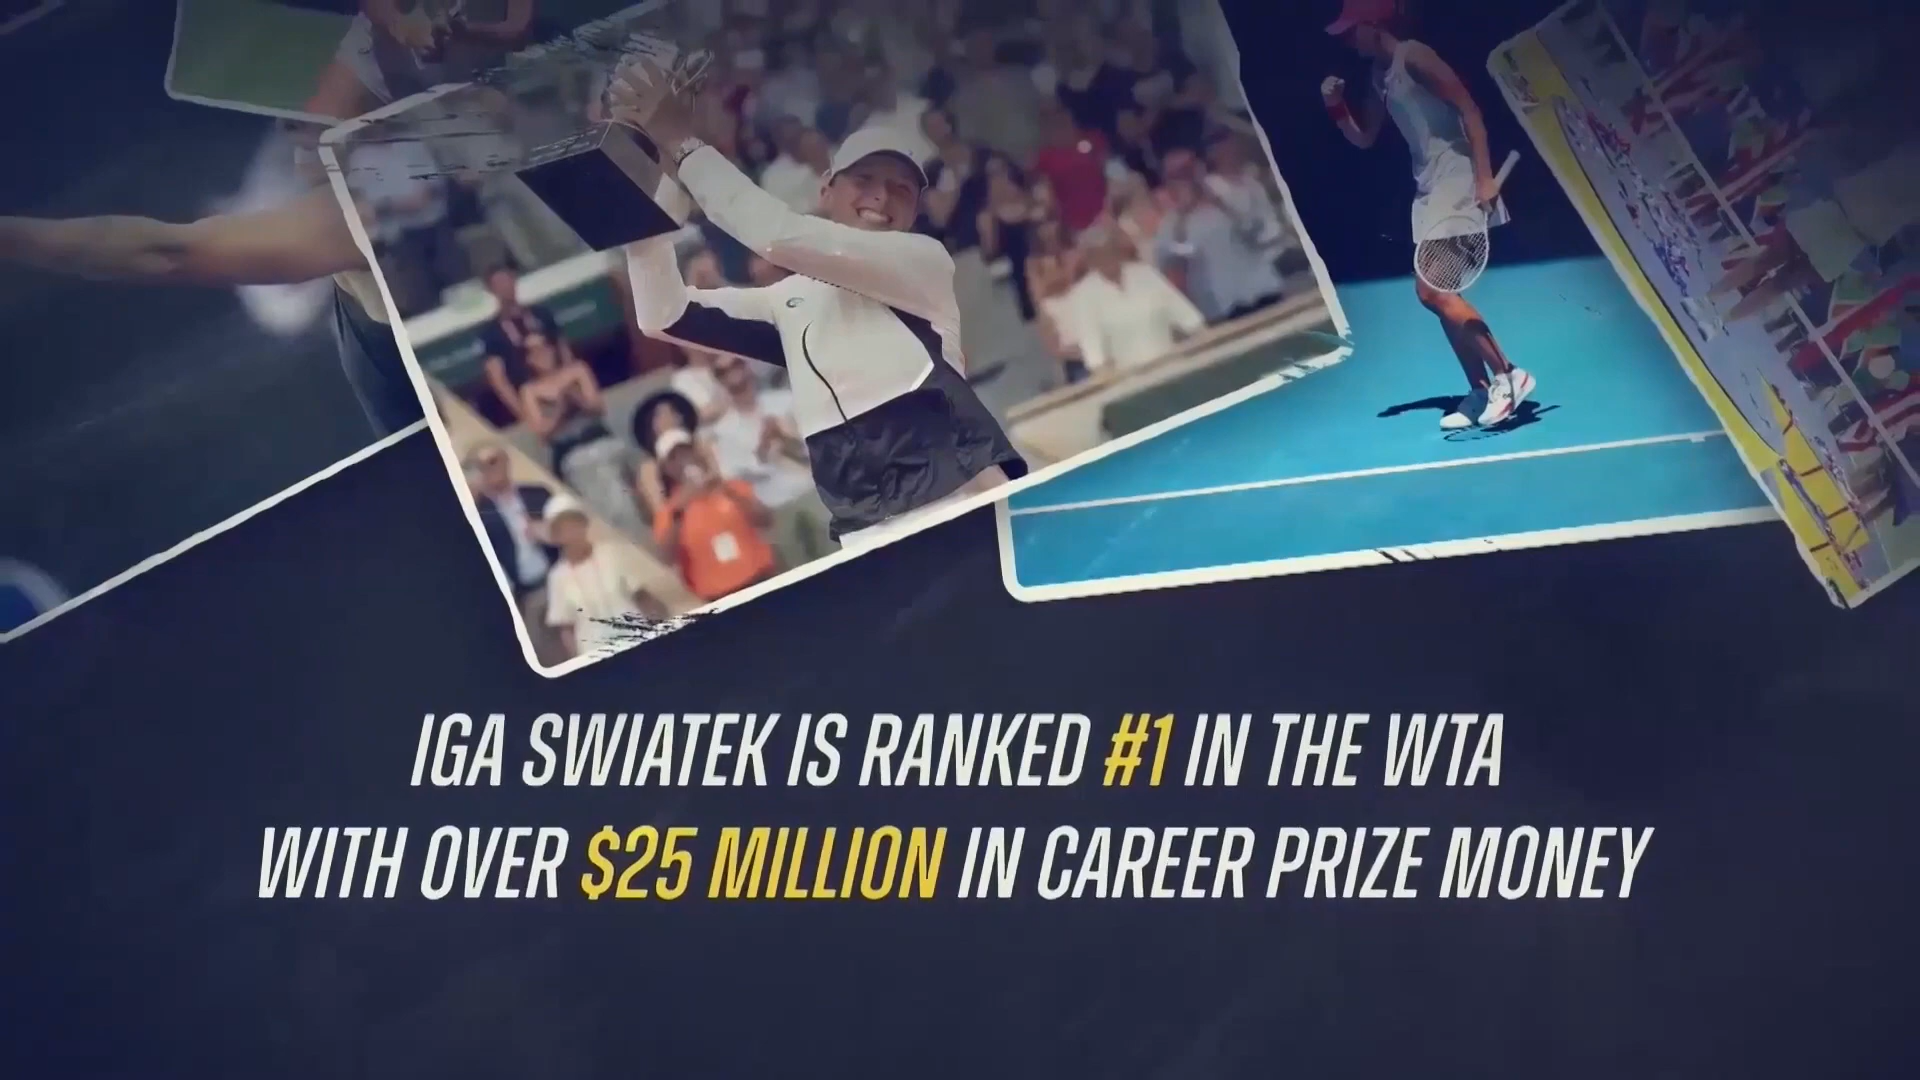 IGA SWIATEK IS RANKED #1 IN THE WTA
WITH OVER $25 MILLION IN CAREER PRIZE MONEY